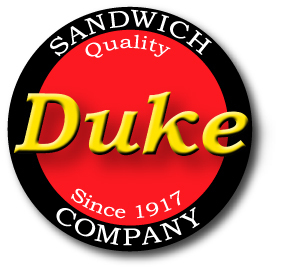 SANDWICH
Quality
Duke
Since 1917
COMPANY